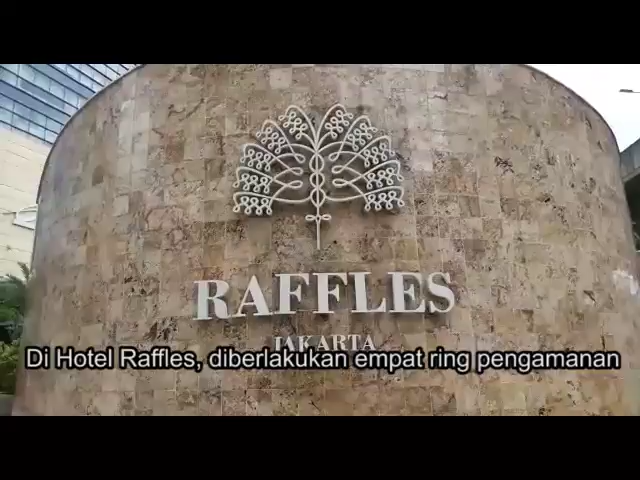 RAFFLES
JAKARTA
Di Hotel Raffles, diberlakukan empat ring pengamanan